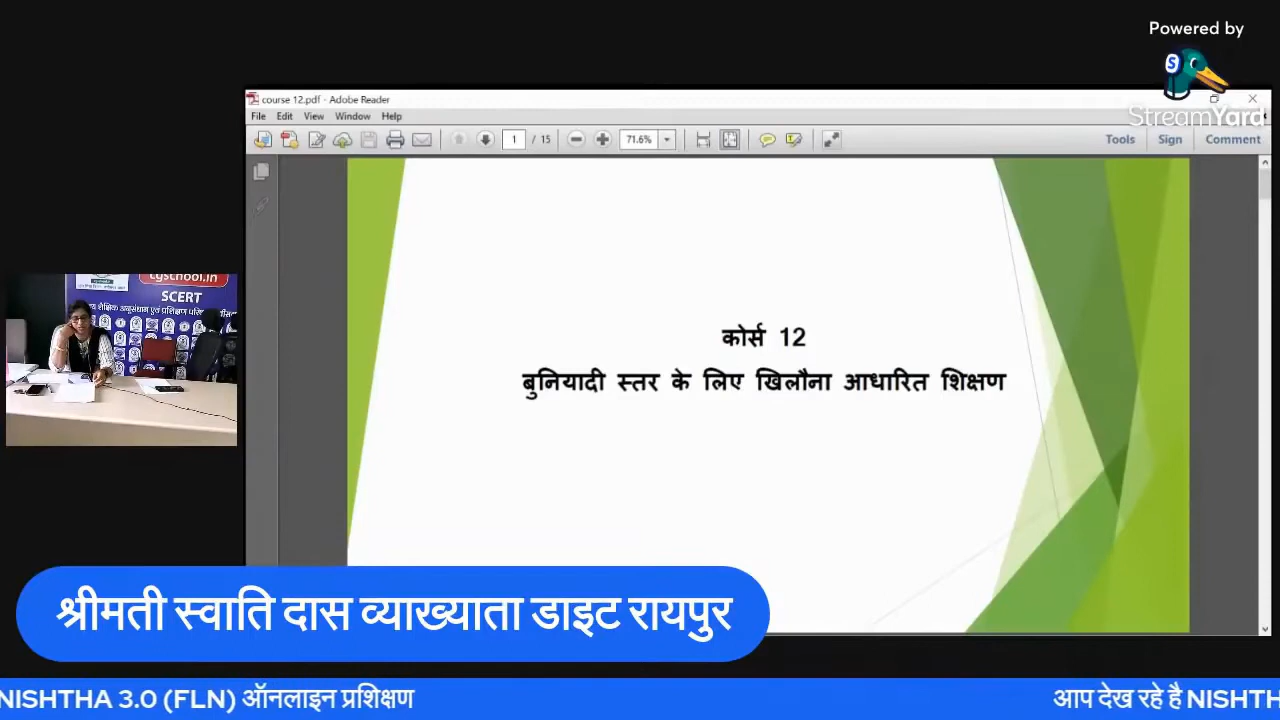 Powered by
StreamYard
course 12.pdf - Adobe Reader
File Edit View Window Help
1 / 15 71.6% Tools Sign Comment
कोर्स 12
बुनियादी स्तर के लिए खिलौना आधारित शिक्षण
cgschool.in
SCERT
श्रीमती स्वाति दास व्याख्याता डाइट रायपुर
NISHTHA 3.0 (FLN) ऑनलाइन प्रशिक्षण
आप देख रहे है NISHTH